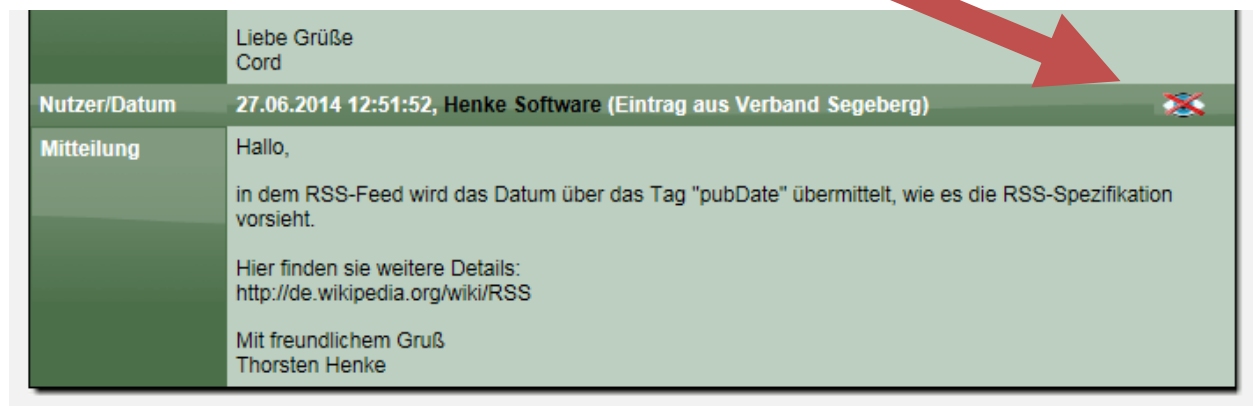 Liebe Grüße
Cord
Nutzer/Datum 27.06.2014 12:51:52, Henke Software (Eintrag aus Verband Segeberg)
Mitteilung Hallo,
in dem RSS-Feed wird das Datum über das Tag "pubDate" übermittelt, wie es die RSS-Spezifikation
vorsieht.
Hier finden sie weitere Details:
http://de.wikipedia.org/wiki/RSS
Mit freundlichem Gruß
Thorsten Henke